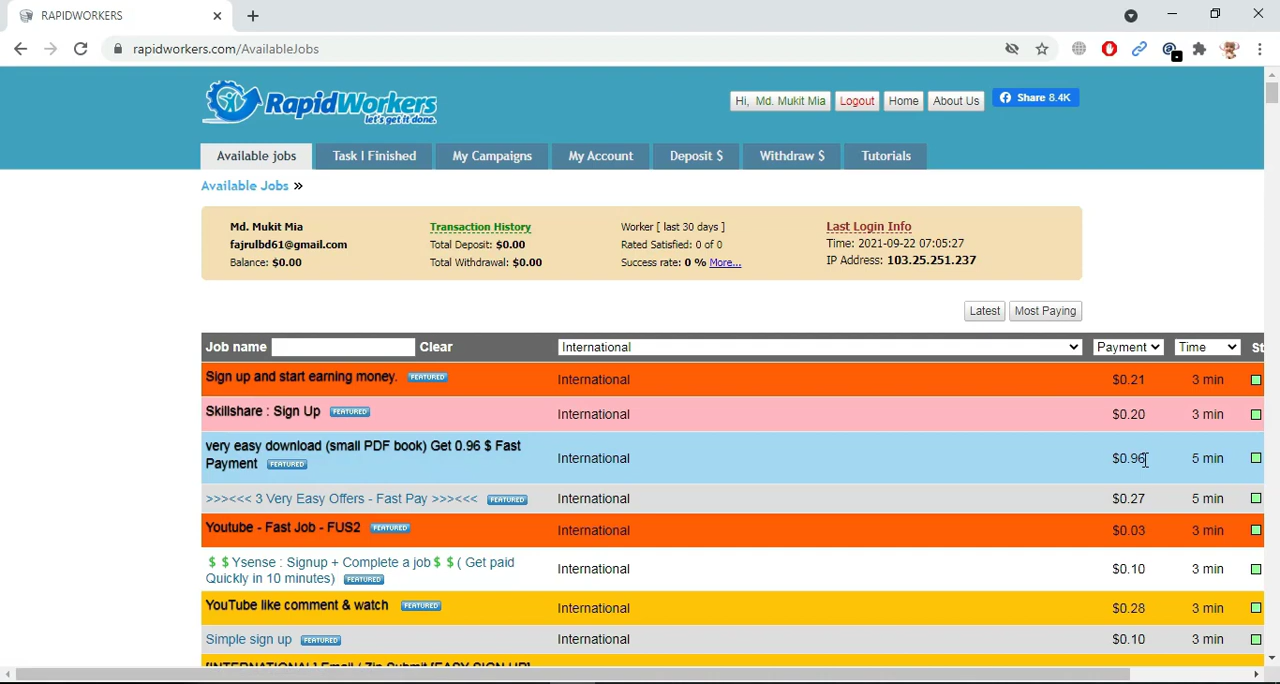 RAPIDWORKERS
rapidworkers.com/AvailableJobs
RapidWorkers
let's get it done.
Hi, Md. Mukit Mia Logout Home About Us Share 8.4K
Available jobs Task I Finished My Campaigns My Account Deposit $ Withdraw $ Tutorials
Available Jobs »
Md. Mukit Mia Transaction History Worker [ last 30 days ] Last Login Info
fajrulbd61@gmail.com Total Deposit: $0.00 Rated Satisfied: 0 of 0 Time: 2021-09-22 07:05:27
Balance: $0.00 Total Withdrawal: $0.00 Success rate: 0 % More... IP Address: 103.25.251.237
Latest Most Paying
Job name Clear International Payment Time St
Sign up and start earning money. FEATURED International $0.21 3 min
Skillshare : Sign Up FEATURED International $0.20 3 min
very easy download (small PDF book) Get 0.96 $ Fast
Payment FEATURED International $0.96 5 min
>>><<< 3 Very Easy Offers - Fast Pay >>><<< FEATURED International $0.27 5 min
Youtube - Fast Job - FUS2 FEATURED International $0.03 3 min
$ $Ysense : Signup + Complete a job$ $( Get paid
Quickly in 10 minutes) FEATURED International $0.10 3 min
YouTube like comment & watch FEATURED International $0.28 3 min
Simple sign up FEATURED International $0.10 3 min
[INTERNATIONAL] Email / Zip Submit [EASY SIGN UP]